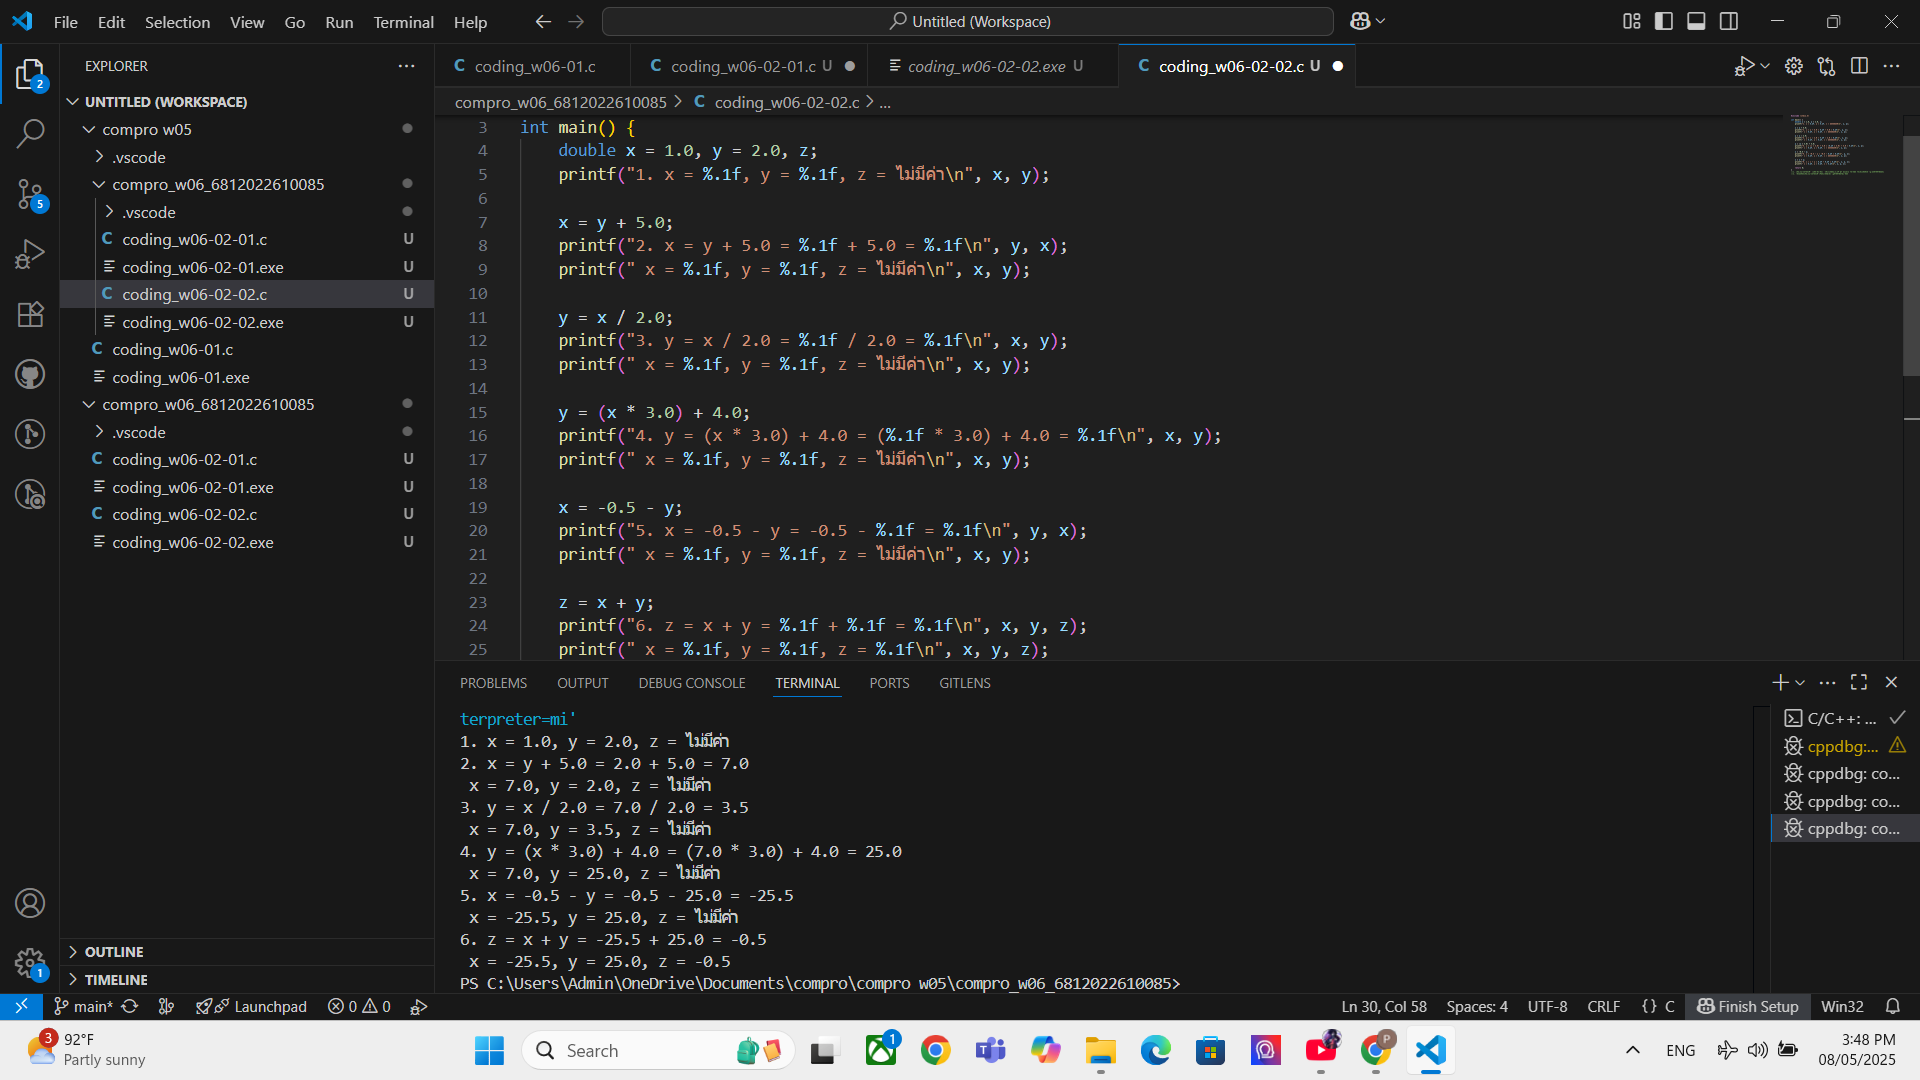 File Edit Selection View Go Run Terminal Help
Untitled (Workspace)
EXPLORER
UNTITLED (WORKSPACE)
compro w05
.vscode
compro_w06_6812022610085
.vscode
coding_w06-02-01.c U
coding_w06-02-01.exe U
coding_w06-02-02.c U
coding_w06-02-02.exe U
coding_w06-01.c
coding_w06-01.exe
compro_w06_6812022610085
.vscode
coding_w06-02-01.c U
coding_w06-02-01.exe U
coding_w06-02-02.c U
coding_w06-02-02.exe U
OUTLINE
TIMELINE
2
5
1
coding_w06-01.c coding_w06-02-01.c U coding_w06-02-02.exe U coding_w06-02-02.c U
compro_w06_6812022610085 > C coding_w06-02-02.c > ...
3 int main() {
4 double x = 1.0, y = 2.0, z;
5 printf("1. x = %.1f, y = %.1f, z = ไม่มีค่า\n", x, y);
6
7 x = y + 5.0;
8 printf("2. x = y + 5.0 = %.1f + 5.0 = %.1f\n", y, x);
9 printf(" x = %.1f, y = %.1f, z = ไม่มีค่า\n", x, y);
10
11 y = x / 2.0;
12 printf("3. y = x / 2.0 = %.1f / 2.0 = %.1f\n", x, y);
13 printf(" x = %.1f, y = %.1f, z = ไม่มีค่า\n", x, y);
14
15 y = (x * 3.0) + 4.0;
16 printf("4. y = (x * 3.0) + 4.0 = (%.1f * 3.0) + 4.0 = %.1f\n", x, y);
17 printf(" x = %.1f, y = %.1f, z = ไม่มีค่า\n", x, y);
18
19 x = -0.5 - y;
20 printf("5. x = -0.5 - y = -0.5 - %.1f = %.1f\n", y, x);
21 printf(" x = %.1f, y = %.1f, z = ไม่มีค่า\n", x, y);
22
23 z = x + y;
24 printf("6. z = x + y = %.1f + %.1f = %.1f\n", x, y, z);
25 printf(" x = %.1f, y = %.1f, z = %.1f\n", x, y, z);
PROBLEMS OUTPUT DEBUG CONSOLE TERMINAL PORTS GITLENS
terpreter=mi'
1. x = 1.0, y = 2.0, z = ไม่มีค่า
2. x = y + 5.0 = 2.0 + 5.0 = 7.0
x = 7.0, y = 2.0, z = ไม่มีค่า
3. y = x / 2.0 = 7.0 / 2.0 = 3.5
x = 7.0, y = 3.5, z = ไม่มีค่า
4. y = (x * 3.0) + 4.0 = (7.0 * 3.0) + 4.0 = 25.0
x = 7.0, y = 25.0, z = ไม่มีค่า
5. x = -0.5 - y = -0.5 - 25.0 = -25.5
x = -25.5, y = 25.0, z = ไม่มีค่า
6. z = x + y = -25.5 + 25.0 = -0.5
x = -25.5, y = 25.0, z = -0.5
PS C:\Users\Admin\OneDrive\Documents\compro\compro w05\compro_w06_6812022610085>
C/C++: ...
cppdbg:...
cppdbg: co...
cppdbg: co...
cppdbg: co...
main* Launchpad 0 0 Ln 30, Col 58 Spaces: 4 UTF-8 CRLF {} C Finish Setup Win32
3 92°F
Partly sunny
Search
1
P
ENG
3:48 PM
08/05/2025